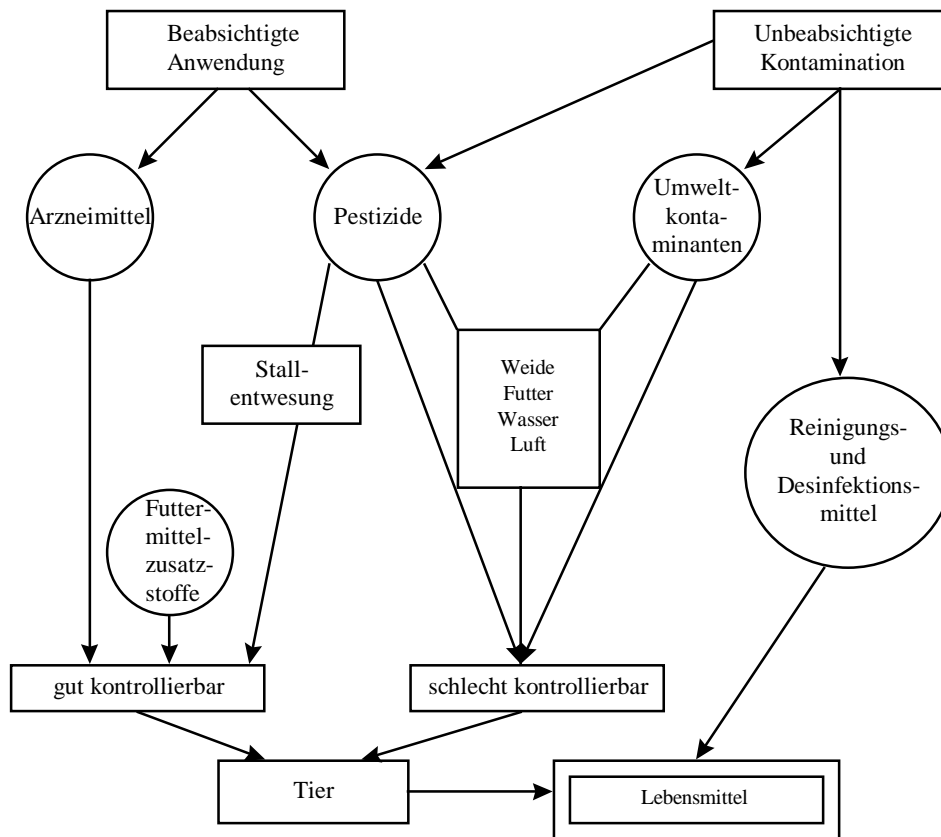 Beabsichtigte
Anwendung
Unbeabsichtigte
Kontamination
Arzneimittel
Pestizide
Umwelt-
konta-
minanten
Stall-
entwesung
Weide
Futter
Wasser
Luft
Reinigungs-
und
Desinfektions-
mittel
Futter-
mittel-
zusatz-
stoffe
gut kontrollierbar
schlecht kontrollierbar
Tier
Lebensmittel